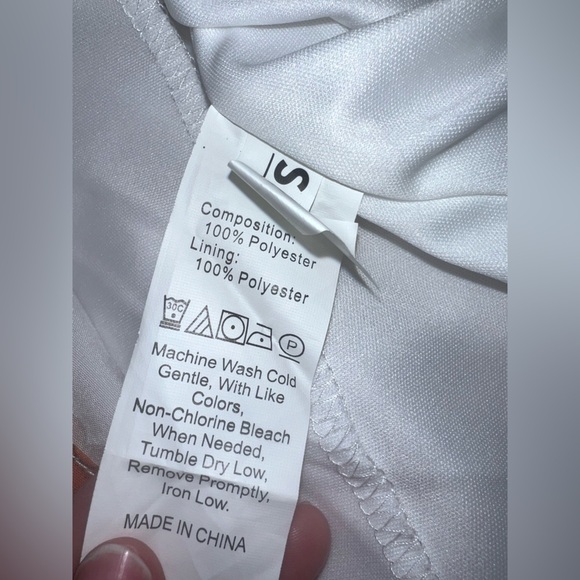 S
Composition:
100% Polyester
Lining:
100% Polyester
30C
P
Machine Wash Cold
Gentle, With Like
Colors,
Non-Chlorine Bleach
When Needed,
Tumble Dry Low,
Remove Promptly,
Iron Low.
MADE IN CHINA